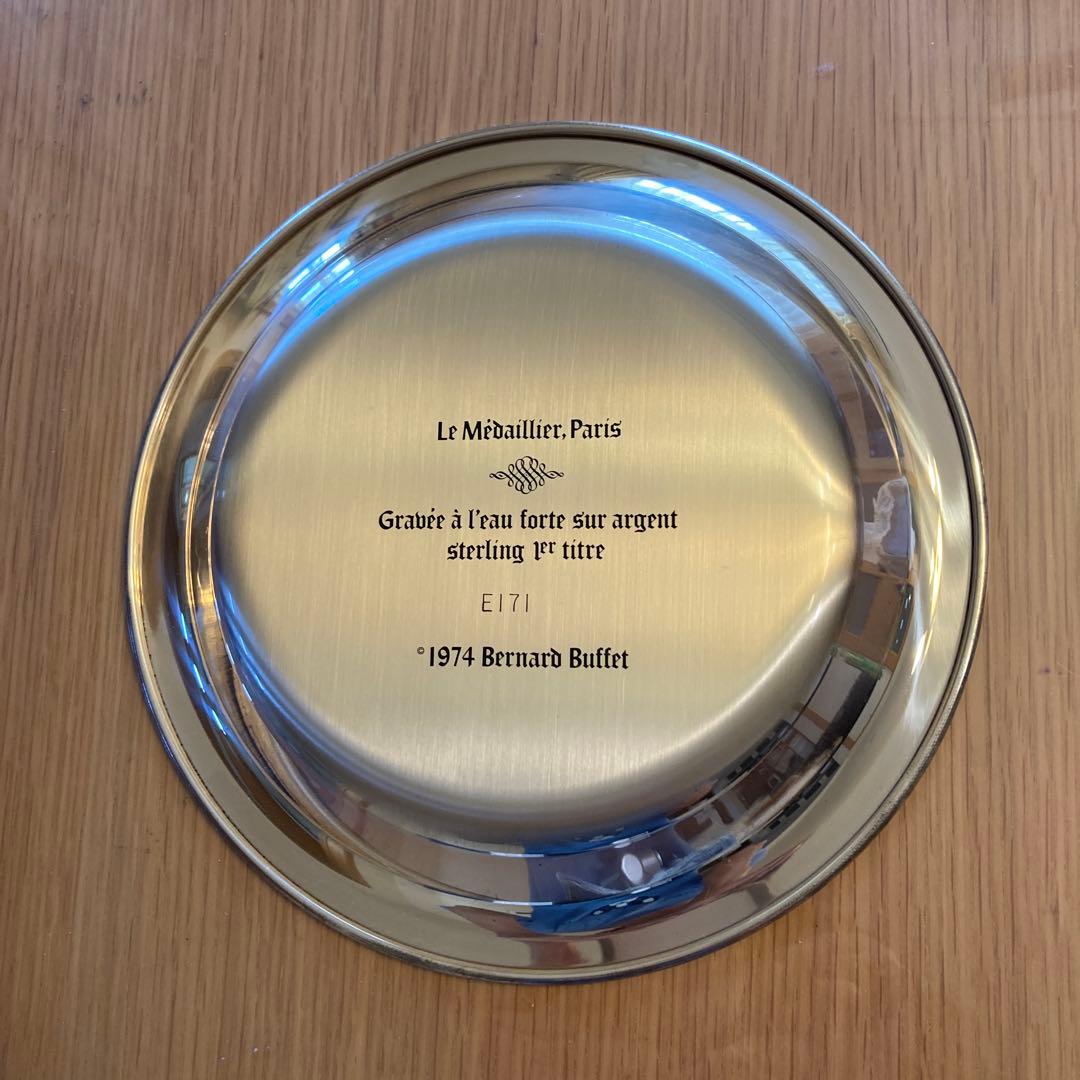 Le Médaillier, Paris
Gravée à l'eau forte sur argent
sterling 1er titre
E171
© 1974 Bernard Buffet